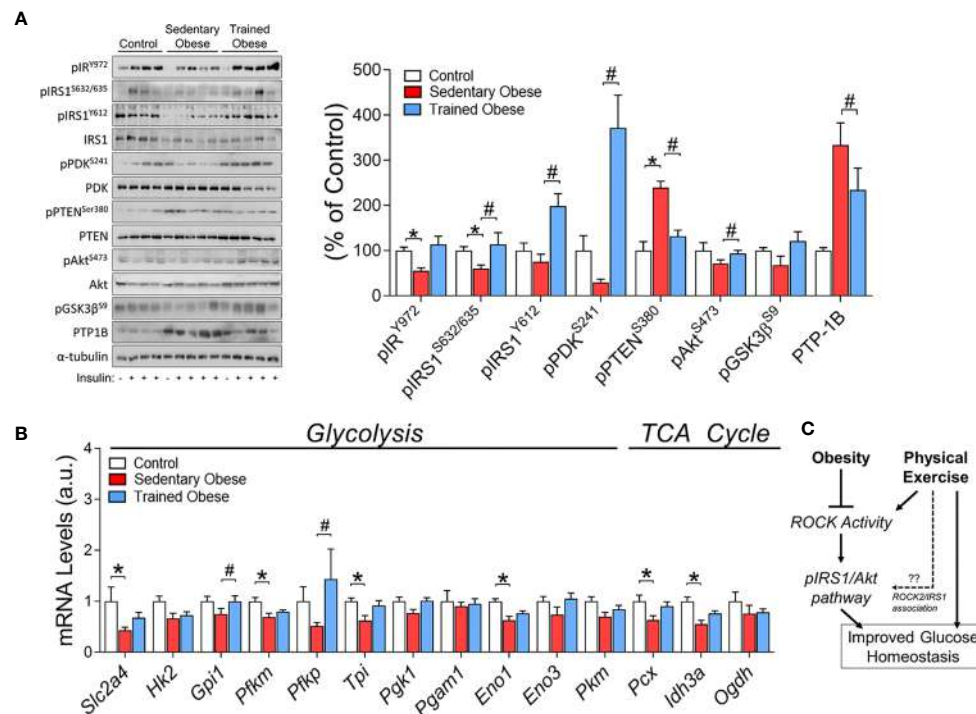 A
Sedentary Trained
Control Obese Obese
pIR^Y972
pIRS1^S632/635
pIRS1^Y612
IRS1
pPDK^S241
PDK
pPTEN^Ser380
PTEN
pAkt^S473
Akt
pGSK3β^S9
PTP1B
α-tubulin
Insulin: - + + + - + + + + - + + + +
(% of Control)
500
400
300
200
100
0
Control
Sedentary Obese
Trained Obese
* * # # # * # # #
pIR^Y972
pIRS1^S632/635
pIRS1^Y612
pPDK^S241
pPTEN^S380
pAkt^S473
pGSK3β^S9
PTP-1B
B
Glycolysis TCA Cycle
mRNA Levels (a.u.)
4
3
2
1
0
Control
Sedentary Obese
Trained Obese
* # * # * * * *
Slc2a4
Hk2
Gpi1
Pfkm
Pfkp
Tpi
Pgk1
Pgam1
Eno1
Eno3
Pkm
Pcx
Idh3a
Ogdh
C
Obesity Physical
Exercise
ROCK Activity
??
pIRS1/Akt
pathway
ROCK2/IRS1
association
Improved Glucose
Homeostasis